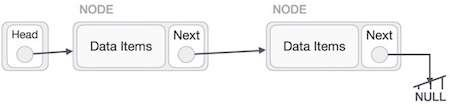 NODE
NODE
Head
Data Items
Next
Data Items
Next
NULL